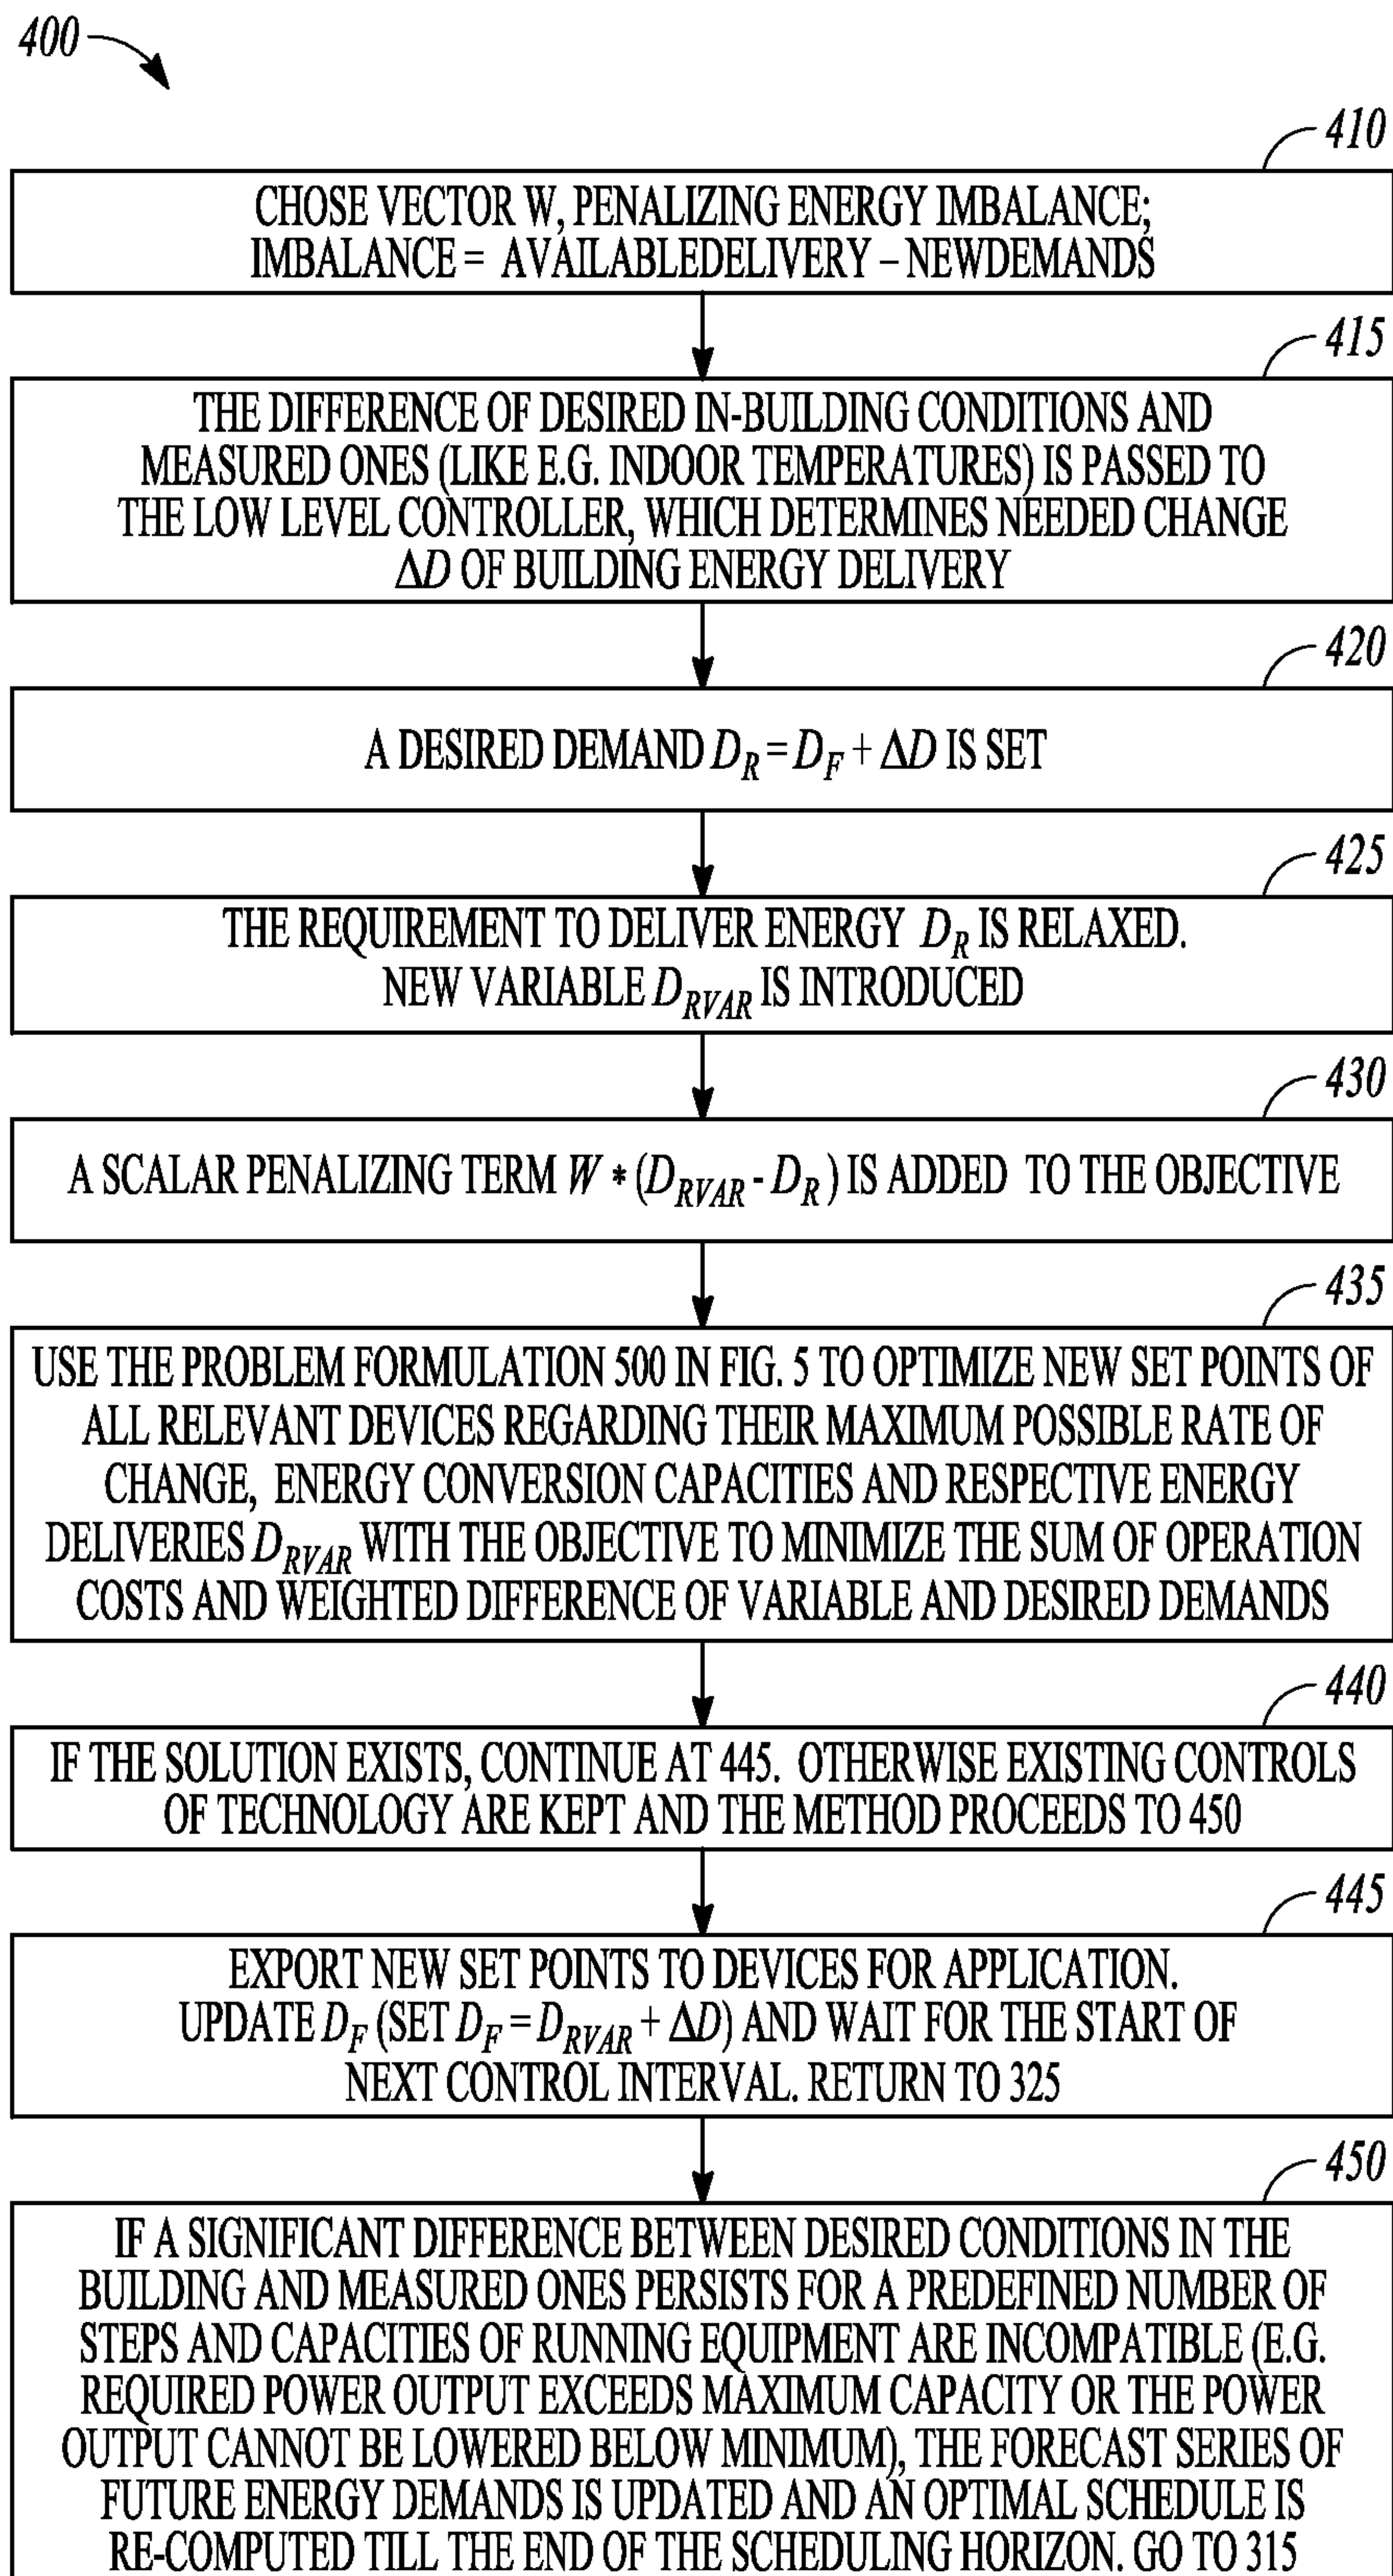 400
410
CHOSE VECTOR W, PENALIZING ENERGY IMBALANCE;
IMBALANCE = AVAILABLEDELIVERY – NEWDEMANDS
415
THE DIFFERENCE OF DESIRED IN-BUILDING CONDITIONS AND
MEASURED ONES (LIKE E.G. INDOOR TEMPERATURES) IS PASSED TO
THE LOW LEVEL CONTROLLER, WHICH DETERMINES NEEDED CHANGE
ΔD OF BUILDING ENERGY DELIVERY
420
A DESIRED DEMAND D_R = D_F + ΔD IS SET
425
THE REQUIREMENT TO DELIVER ENERGY D_R IS RELAXED.
NEW VARIABLE D_RVAR IS INTRODUCED
430
A SCALAR PENALIZING TERM W * (D_RVAR - D_R) IS ADDED TO THE OBJECTIVE
435
USE THE PROBLEM FORMULATION 500 IN FIG. 5 TO OPTIMIZE NEW SET POINTS OF
ALL RELEVANT DEVICES REGARDING THEIR MAXIMUM POSSIBLE RATE OF
CHANGE, ENERGY CONVERSION CAPACITIES AND RESPECTIVE ENERGY
DELIVERIES D_RVAR WITH THE OBJECTIVE TO MINIMIZE THE SUM OF OPERATION
COSTS AND WEIGHTED DIFFERENCE OF VARIABLE AND DESIRED DEMANDS
440
IF THE SOLUTION EXISTS, CONTINUE AT 445. OTHERWISE EXISTING CONTROLS
OF TECHNOLOGY ARE KEPT AND THE METHOD PROCEEDS TO 450
445
EXPORT NEW SET POINTS TO DEVICES FOR APPLICATION.
UPDATE D_F (SET D_F = D_RVAR + ΔD) AND WAIT FOR THE START OF
NEXT CONTROL INTERVAL. RETURN TO 325
450
IF A SIGNIFICANT DIFFERENCE BETWEEN DESIRED CONDITIONS IN THE
BUILDING AND MEASURED ONES PERSISTS FOR A PREDEFINED NUMBER OF
STEPS AND CAPACITIES OF RUNNING EQUIPMENT ARE INCOMPATIBLE (E.G.
REQUIRED POWER OUTPUT EXCEEDS MAXIMUM CAPACITY OR THE POWER
OUTPUT CANNOT BE LOWERED BELOW MINIMUM), THE FORECAST SERIES OF
FUTURE ENERGY DEMANDS IS UPDATED AND AN OPTIMAL SCHEDULE IS
RE-COMPUTED TILL THE END OF THE SCHEDULING HORIZON. GO TO 315